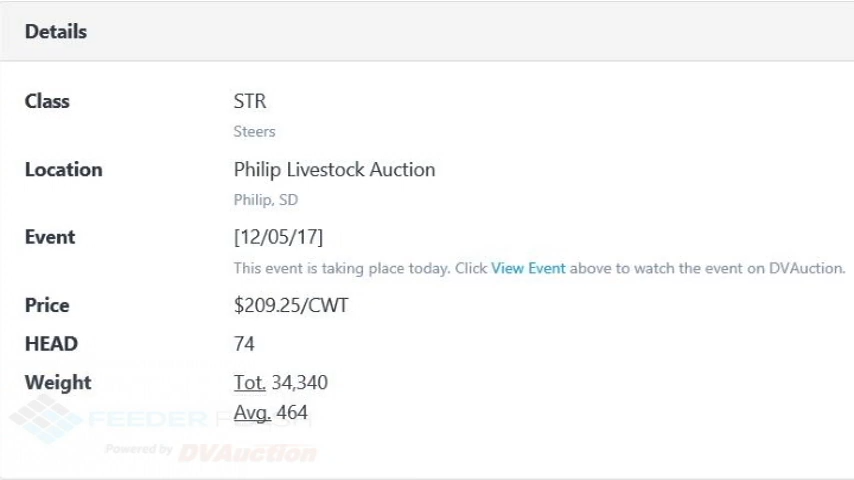 Details
Class STR
Steers
Location Philip Livestock Auction
Philip, SD
Event [12/05/17]
This event is taking place today. Click View Event above to watch the event on DVAuction.
Price $209.25/CWT
HEAD 74
Weight Tot. 34,340
Avg. 464
FEEDER
Powered by DVAuction